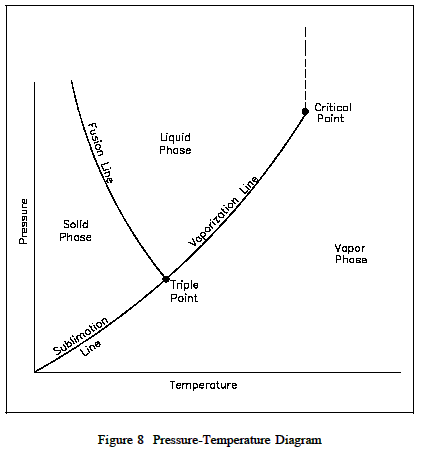 Critical
Point
Fusion Line
Liquid
Phase
Vaporization Line
Solid
Phase
Pressure
Vapor
Phase
Triple
Point
Sublimation
Line
Temperature
Figure 8 Pressure-Temperature Diagram